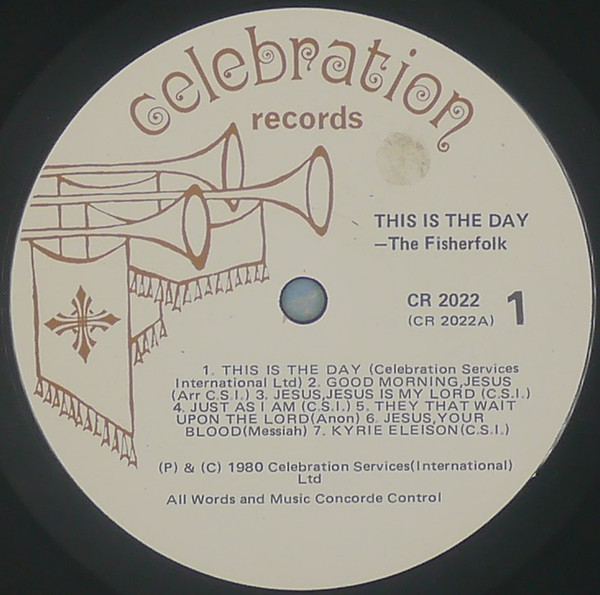 celebration
records
THIS IS THE DAY
—The Fisherfolk
CR 2022
(CR 2022A)
1
1. THIS IS THE DAY (Celebration Services
International Ltd) 2. GOOD MORNING,JESUS
(Arr C.S.I.) 3. JESUS,JESUS IS MY LORD (C.S.I.)
4. JUST AS I AM (C.S.I.) 5. THEY THAT WAIT
UPON THE LORD(Anon) 6. JESUS,YOUR
BLOOD(Messiah) 7. KYRIE ELEISON(C.S.I.)
(P) & (C) 1980 Celebration Services(International)
Ltd
All Words and Music Concorde Control